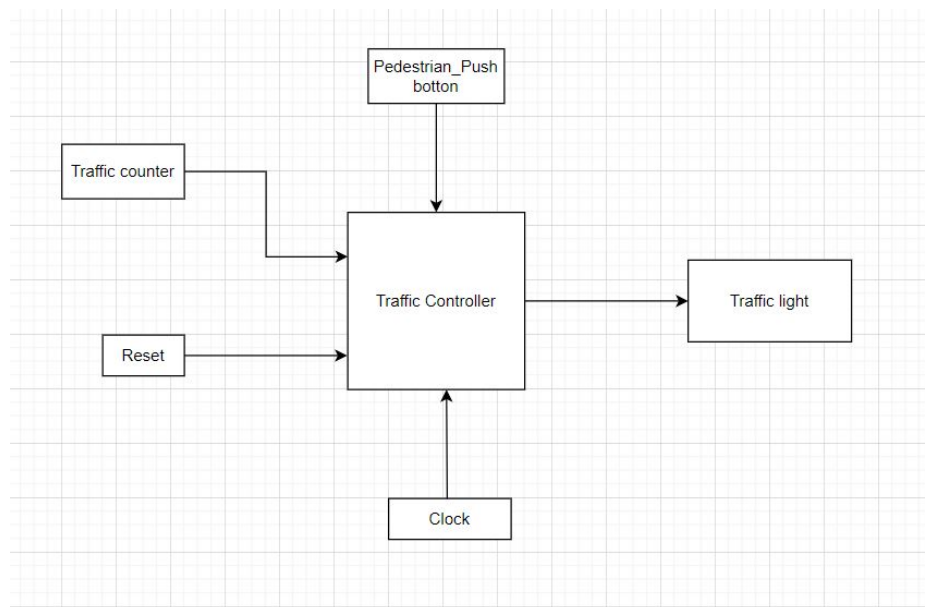 Pedestrian_Push
botton
Traffic counter
Traffic Controller
Traffic light
Reset
Clock